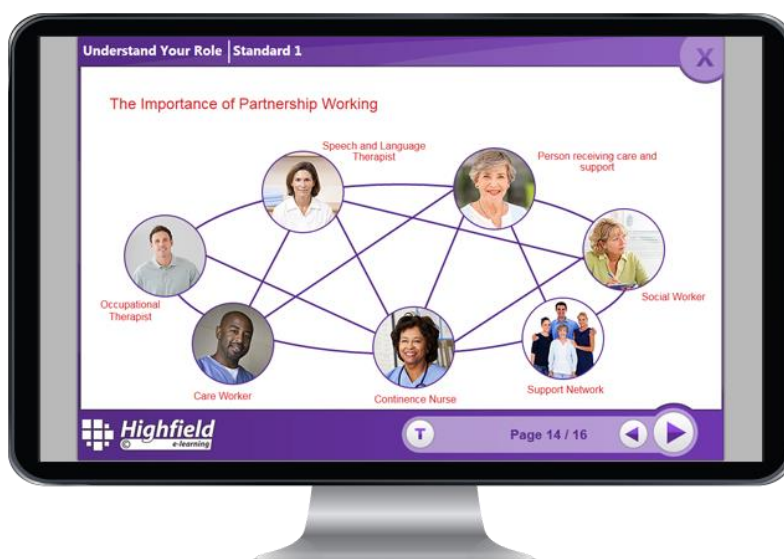 Understand Your Role | Standard 1
X
The Importance of Partnership Working
Speech and Language
Therapist
Person receiving care and
support
Occupational
Therapist
Social Worker
Care Worker
Continence Nurse
Support Network
Highfield
© e-learning
T
Page 14 / 16